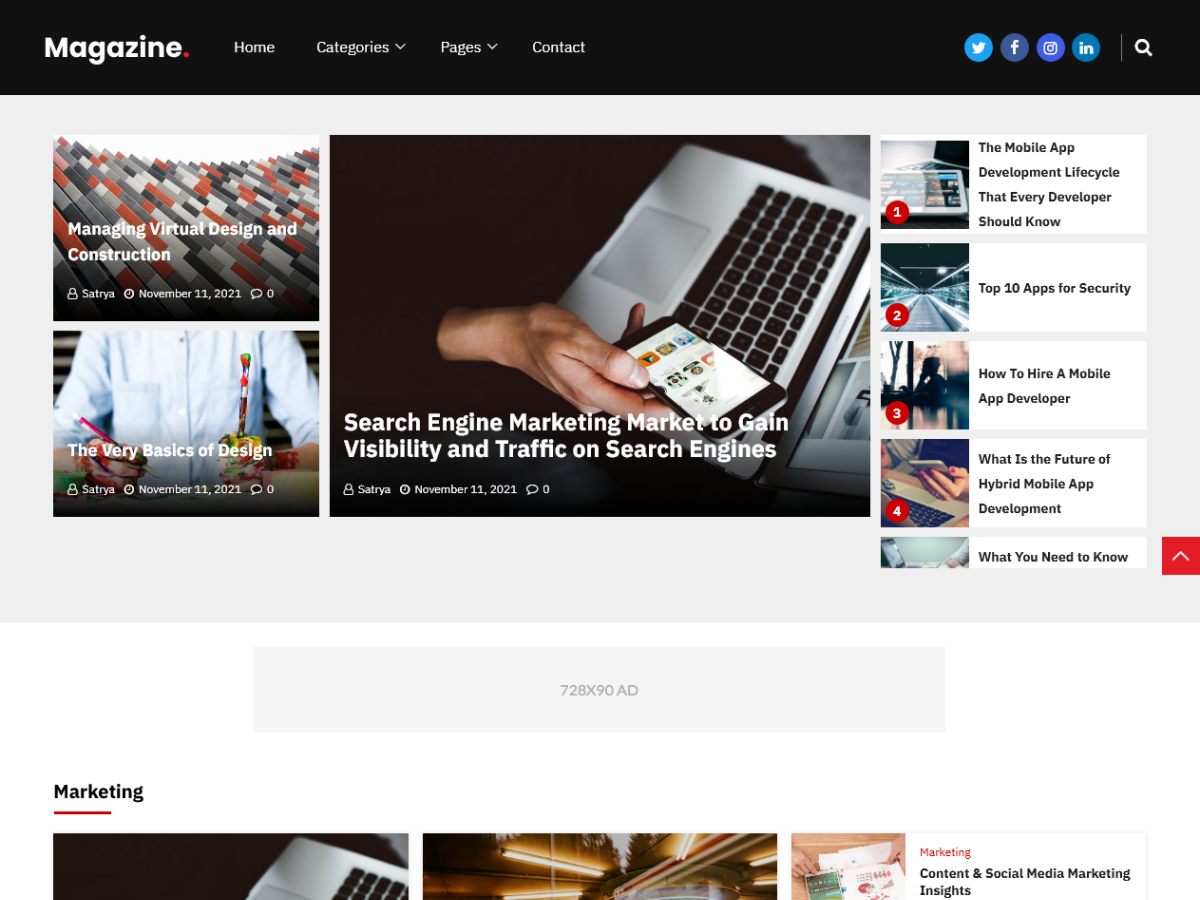 Magazine.
Home
Categories
Pages
Contact
Managing Virtual Design and
Construction
Satrya November 11, 2021 0
The Very Basics of Design
Satrya November 11, 2021 0
Search Engine Marketing Market to Gain
Visibility and Traffic on Search Engines
Satrya November 11, 2021 0
1
The Mobile App
Development Lifecycle
That Every Developer
Should Know
2
Top 10 Apps for Security
3
How To Hire A Mobile
App Developer
4
What Is the Future of
Hybrid Mobile App
Development
What You Need to Know
728X90 AD
Marketing
Marketing
Content & Social Media Marketing
Insights